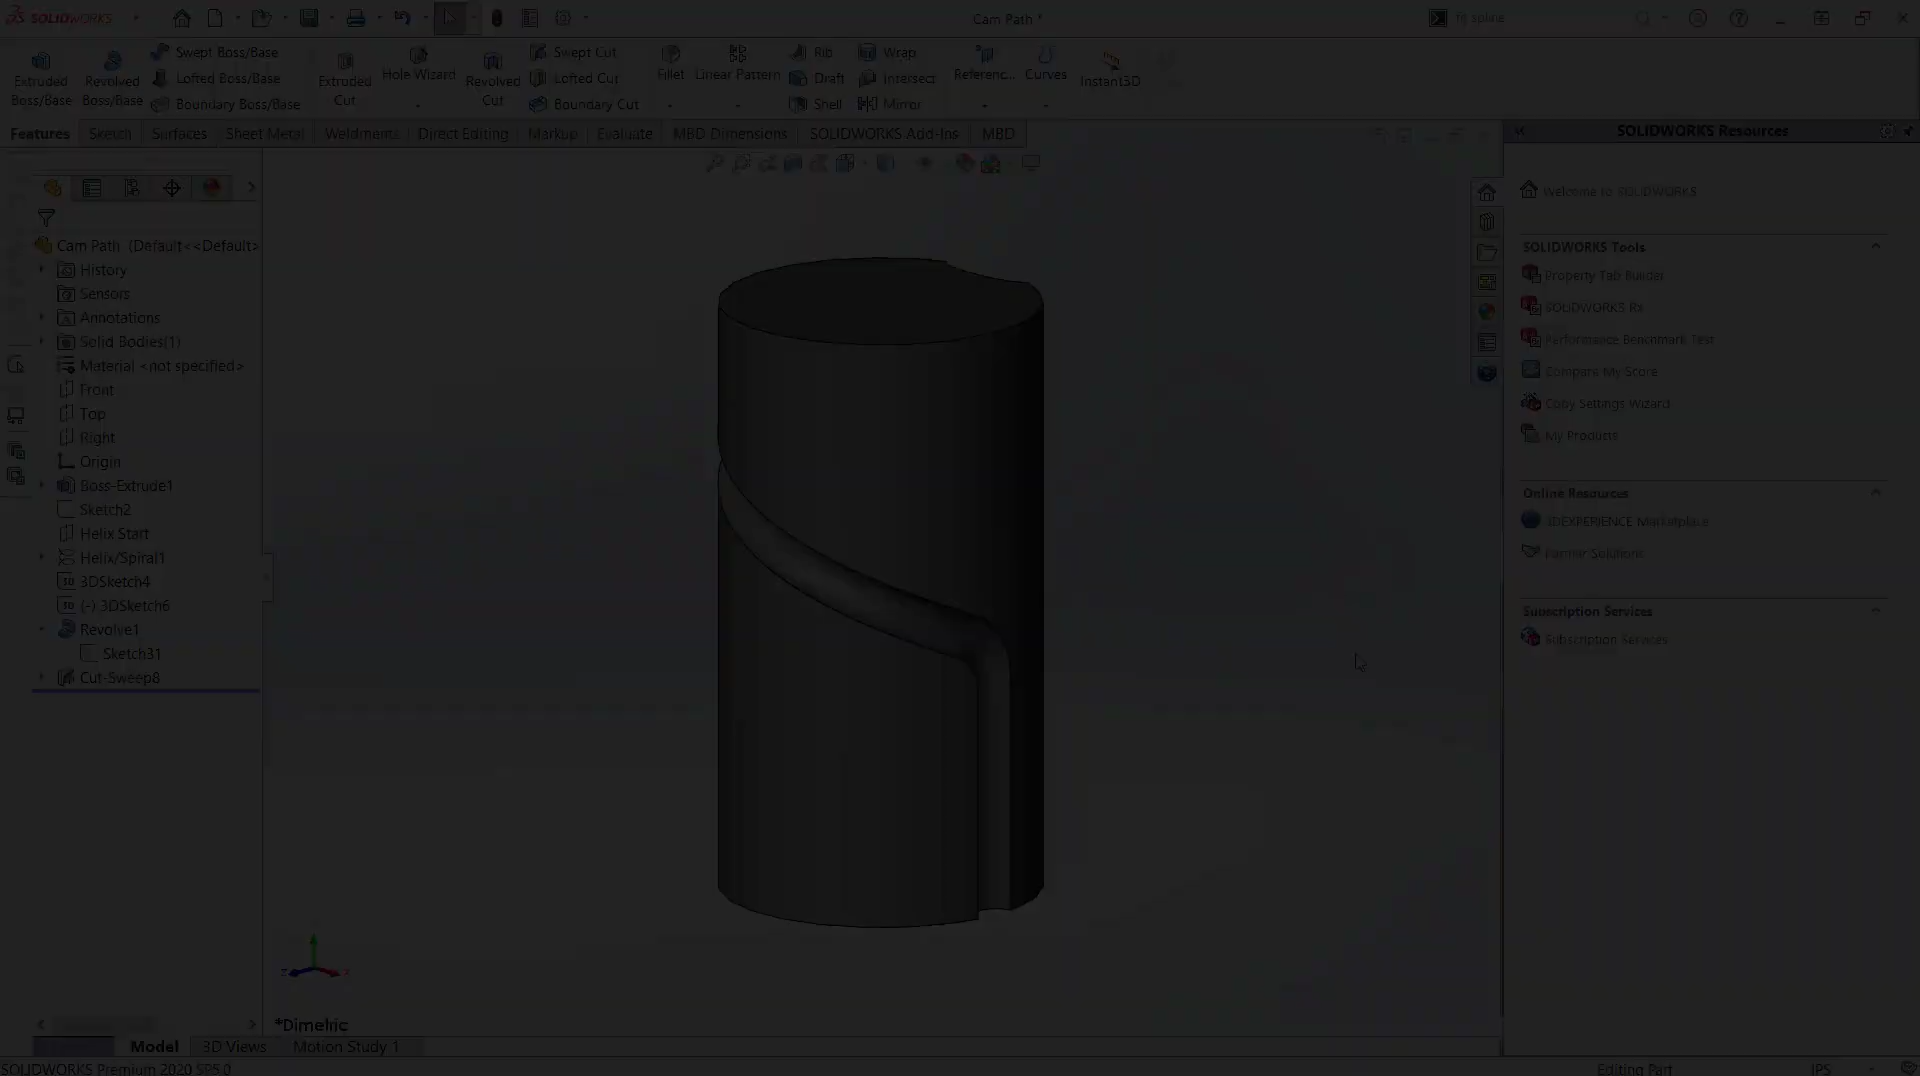 SOLIDWORKS
Cam Path *
fit spline
Extruded Boss/Base
Revolved Boss/Base
Swept Boss/Base
Lofted Boss/Base
Boundary Boss/Base
Extruded Cut
Hole Wizard
Revolved Cut
Swept Cut
Lofted Cut
Boundary Cut
Fillet
Linear Pattern
Rib
Draft
Shell
Wrap
Intersect
Mirror
Referenc...
Curves
Instant3D
Features
Sketch
Surfaces
Sheet Metal
Weldments
Direct Editing
Markup
Evaluate
MBD Dimensions
SOLIDWORKS Add-Ins
MBD
Cam Path (Default<<Default>
History
Sensors
Annotations
Solid Bodies(1)
Material <not specified>
Front
Top
Right
Origin
Boss-Extrude1
Sketch2
Helix Start
Helix/Spiral1
3DSketch4
(-) 3DSketch6
Revolve1
Sketch31
Cut-Sweep8
*Dimetric
Model
3D Views
Motion Study 1
SOLIDWORKS Premium 2020 SP5.0
Editing Part
IPS
SOLIDWORKS Resources
Welcome to SOLIDWORKS
SOLIDWORKS Tools
Property Tab Builder
SOLIDWORKS Rx
Performance Benchmark Test
Compare My Score
Copy Settings Wizard
My Products
Online Resources
3DEXPERIENCE Marketplace
Partner Solutions
Subscription Services
Subscription Services